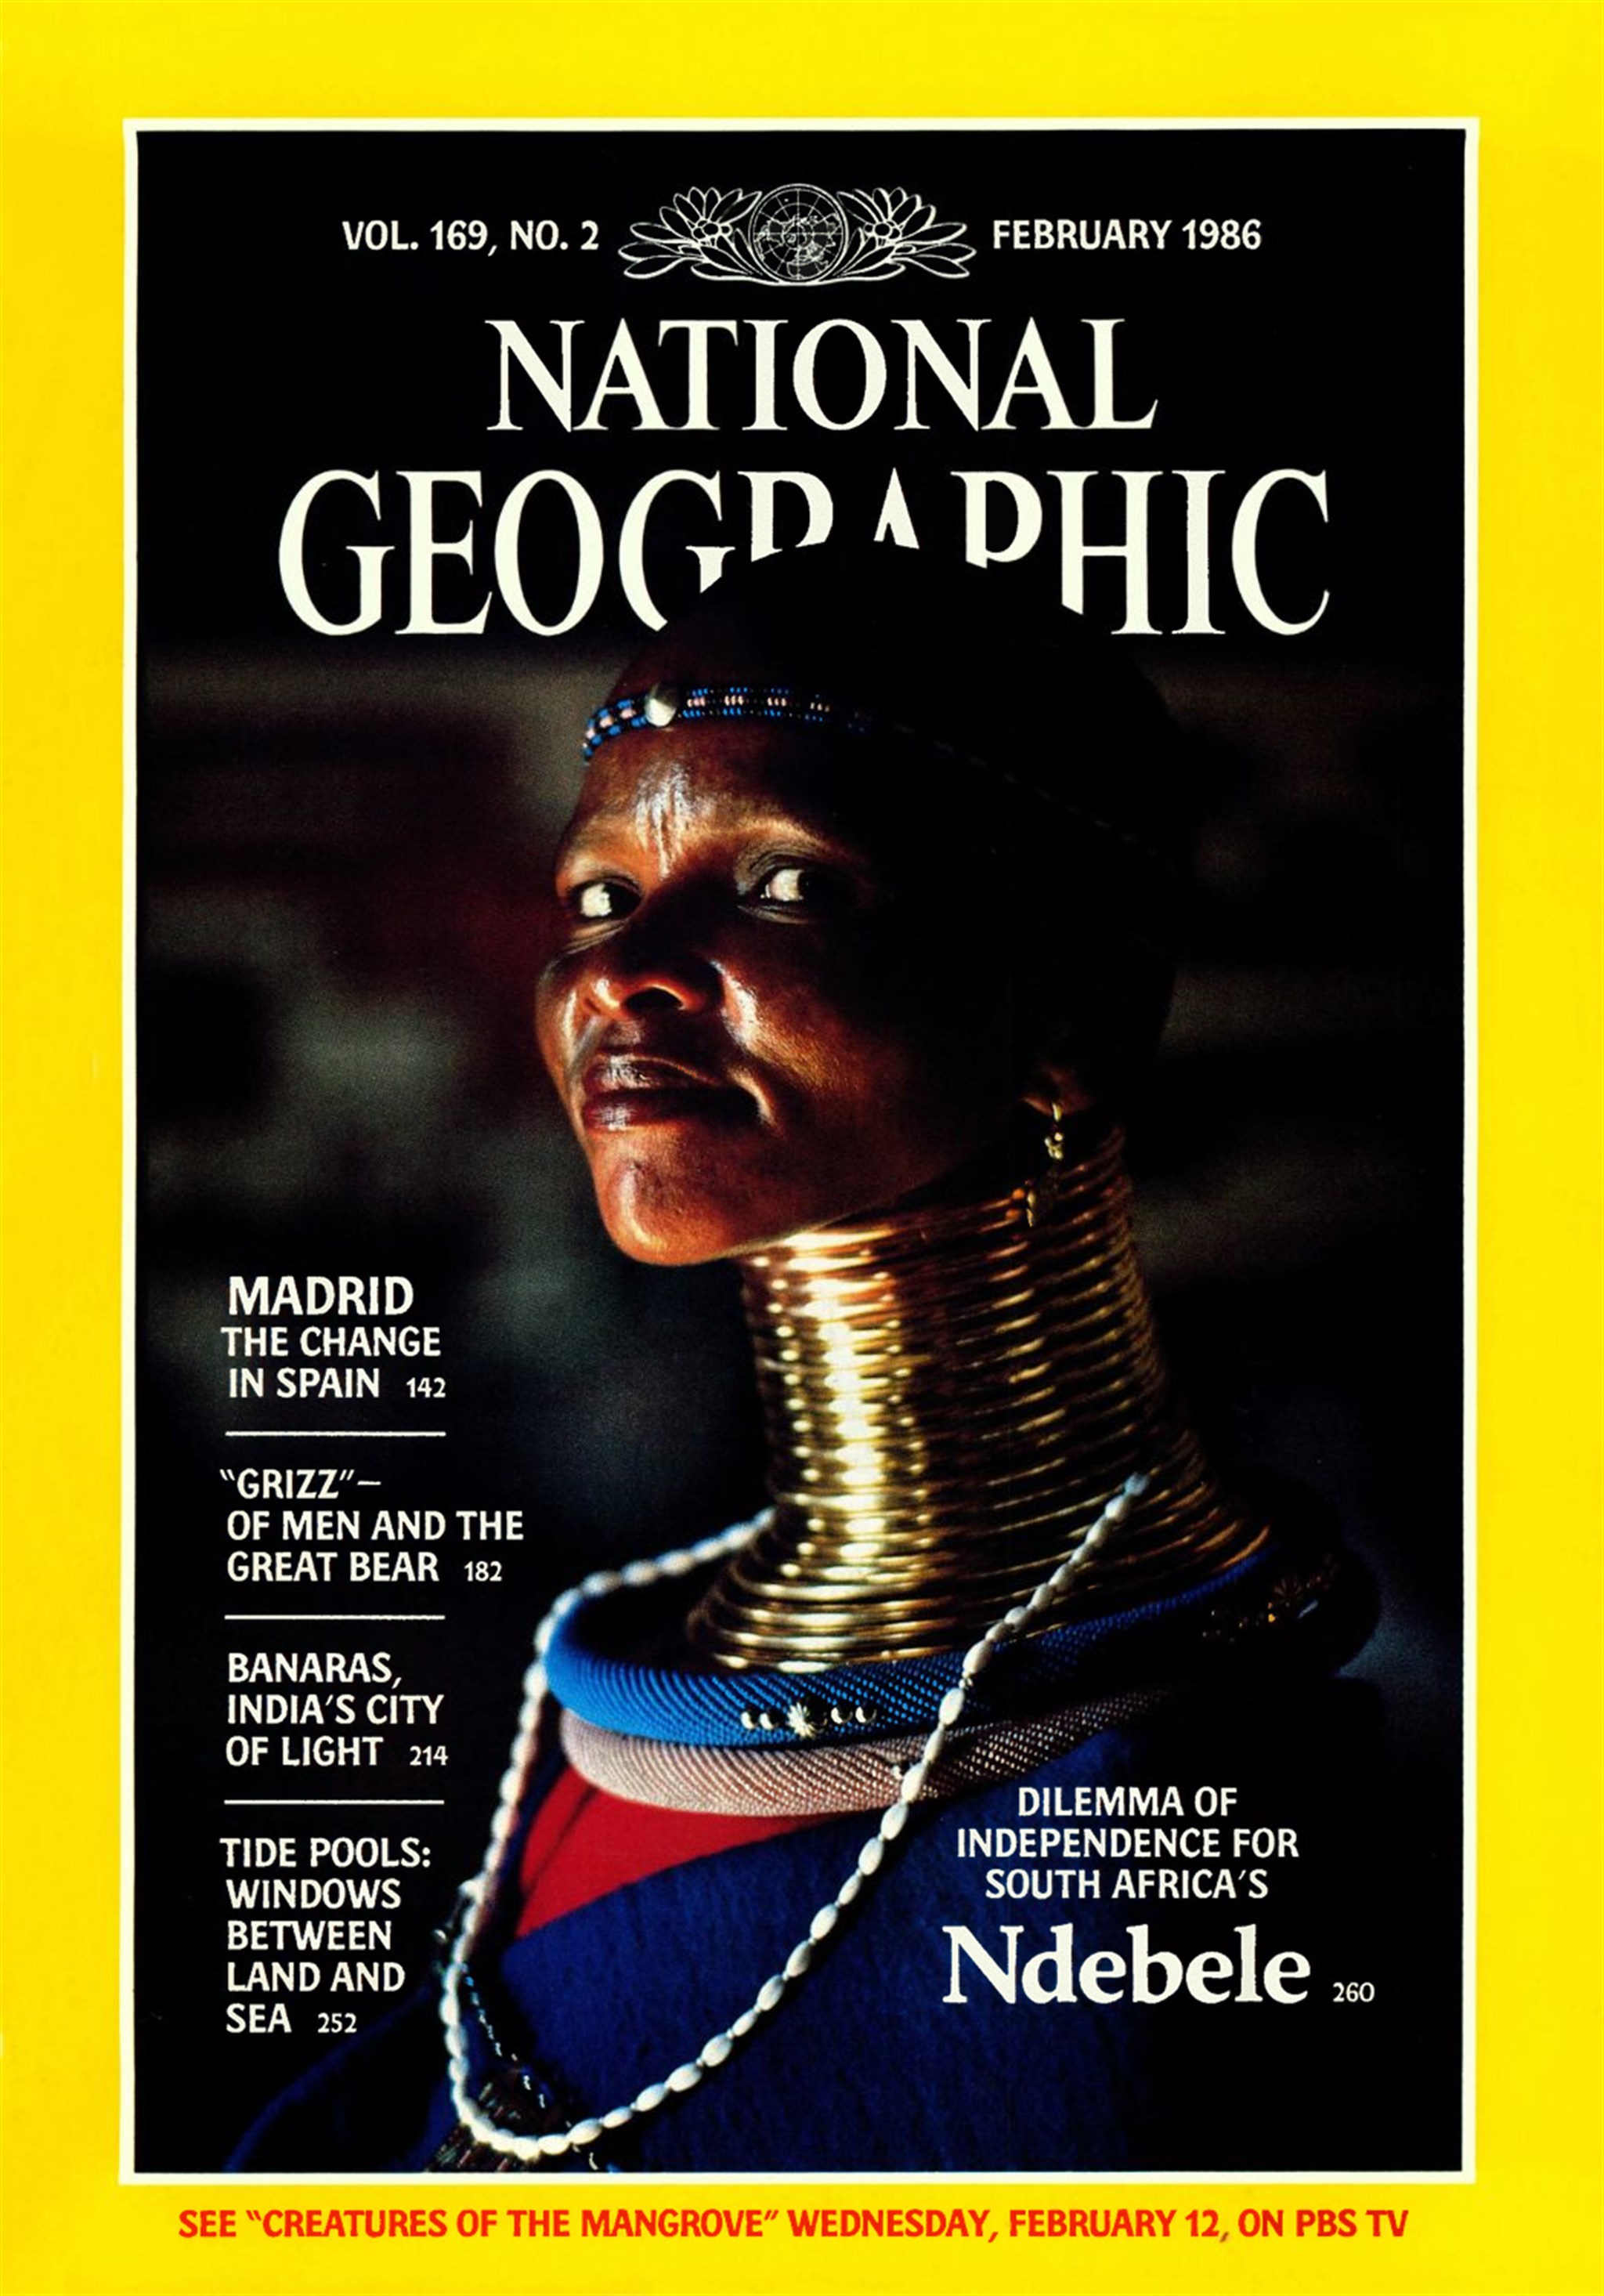 VOL. 169, NO. 2 FEBRUARY 1986
NATIONAL
GEOGRAPHIC
MADRID
THE CHANGE
IN SPAIN 142
"GRIZZ"–
OF MEN AND THE
GREAT BEAR 182
BANARAS,
INDIA'S CITY
OF LIGHT 214
TIDE POOLS:
WINDOWS
BETWEEN
LAND AND
SEA 252
DILEMMA OF
INDEPENDENCE FOR
SOUTH AFRICA'S
Ndebele 260
SEE "CREATURES OF THE MANGROVE" WEDNESDAY, FEBRUARY 12, ON PBS TV